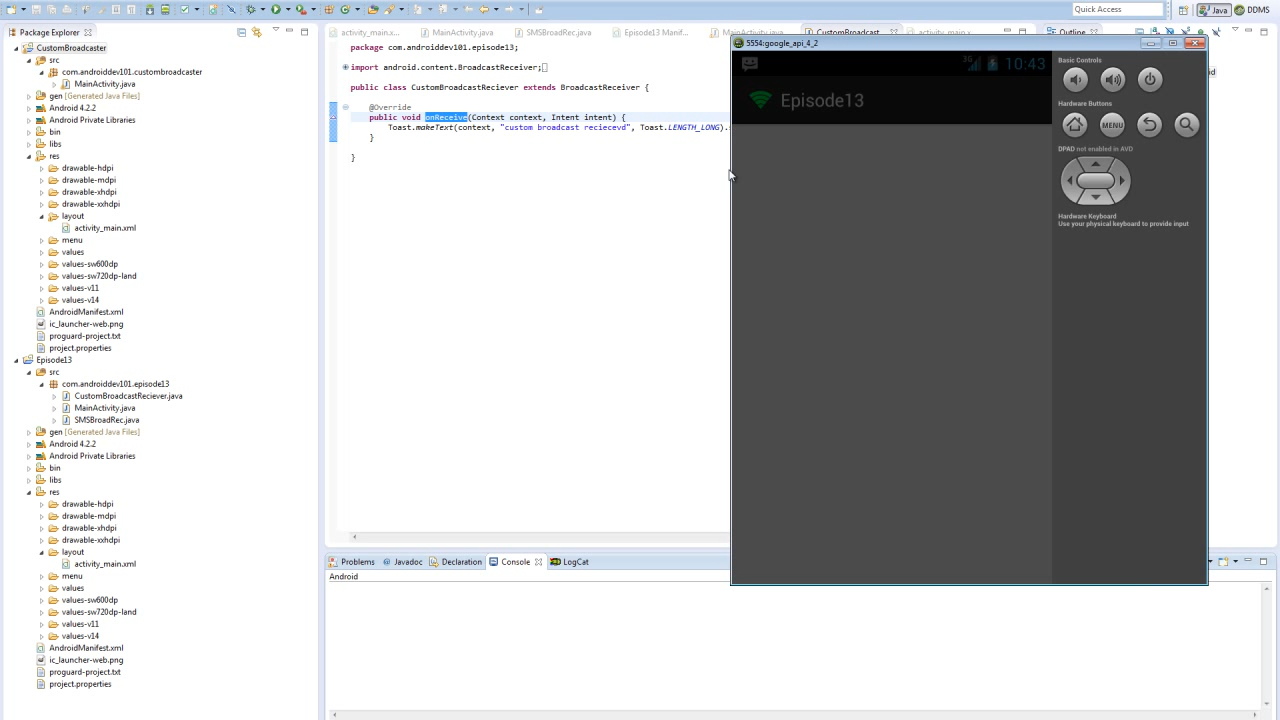 Quick Access
Java
DDMS
Package Explorer
CustomBroadcaster
src
com.androiddev101.custombroadcaster
MainActivity.java
gen [Generated Java Files]
Android 4.2.2
Android Private Libraries
bin
libs
res
drawable-hdpi
drawable-mdpi
drawable-xhdpi
drawable-xxhdpi
layout
activity_main.xml
menu
values
values-sw600dp
values-sw720dp-land
values-v11
values-v14
AndroidManifest.xml
ic_launcher-web.png
proguard-project.txt
project.properties
Episode13
src
com.androiddev101.episode13
CustomBroadcastReciever.java
MainActivity.java
SMSBroadRec.java
gen [Generated Java Files]
Android 4.2.2
Android Private Libraries
bin
libs
res
drawable-hdpi
drawable-mdpi
drawable-xhdpi
drawable-xxhdpi
layout
activity_main.xml
menu
values
values-sw600dp
values-sw720dp-land
values-v11
values-v14
AndroidManifest.xml
ic_launcher-web.png
proguard-project.txt
project.properties
activity_main.x...
MainActivity.java
SMSBroadRec.java
Episode13 Manif...
MainActivity.java
CustomBroadcast
activity_main.x
Outline
package com.androiddev101.episode13;
import android.content.BroadcastReceiver;
public class CustomBroadcastReciever extends BroadcastReceiver {
@Override
public void onReceive(Context context, Intent intent) {
Toast.makeText(context, "custom broadcast reciecevd", Toast.LENGTH_LONG).
}
}
5554:google_api_4_2
3G
10:43
Episode13
Basic Controls
Hardware Buttons
MENU
DPAD not enabled in AVD
Hardware Keyboard
Use your physical keyboard to provide input
Problems
Javadoc
Declaration
Console
LogCat
Android